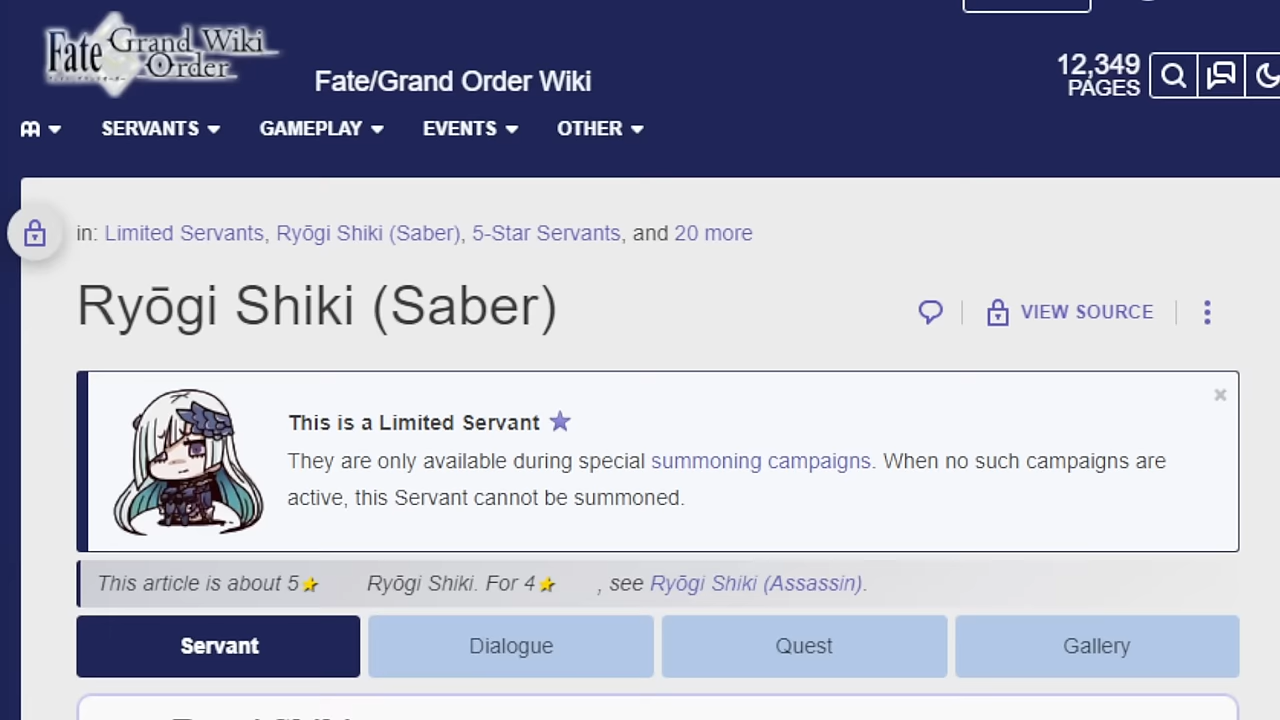 Fate Grand Wiki
Order
Fate/Grand Order Wiki
12,349
PAGES
SERVANTS
GAMEPLAY
EVENTS
OTHER
in: Limited Servants, Ryōgi Shiki (Saber), 5-Star Servants, and 20 more
Ryōgi Shiki (Saber)
VIEW SOURCE
This is a Limited Servant
They are only available during special summoning campaigns. When no such campaigns are
active, this Servant cannot be summoned.
This article is about 5 Ryōgi Shiki. For 4 , see Ryōgi Shiki (Assassin).
Servant
Dialogue
Quest
Gallery